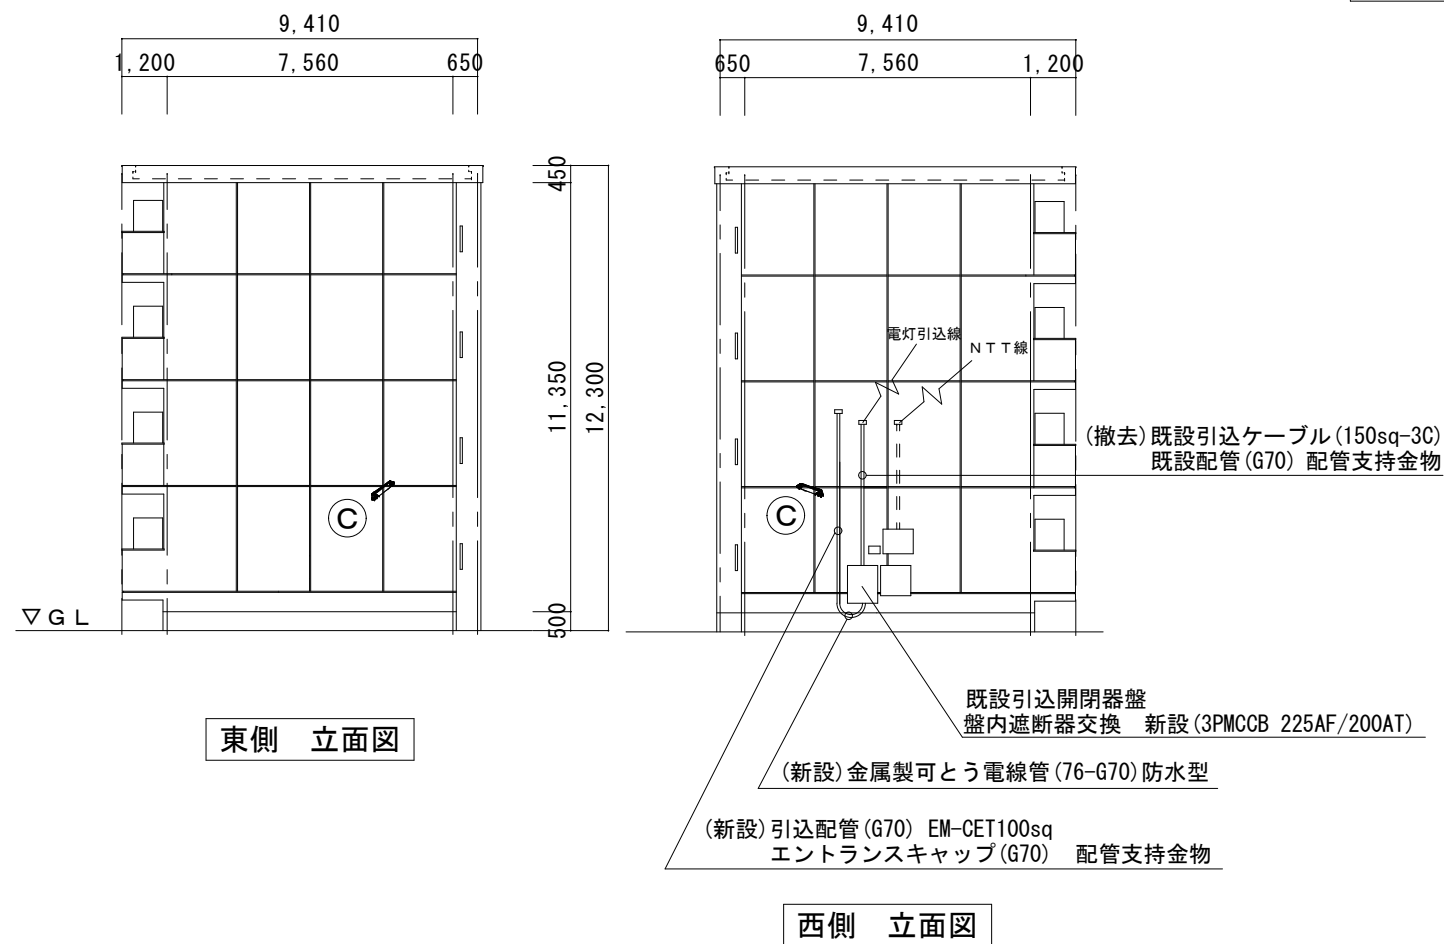 9,410
1,200 7,560 650
9,410
650 7,560 1,200
450
11,350
12,300
500
電灯引込線
NTT線
(撤去)既設引込ケーブル(150sq-3C)
既設配管(G70) 配管支持金物
C
C
▽GL
既設引込開閉器盤
盤内遮断器交換 新設(3PMCCB 225AF/200AT)
東側 立面図
(新設)金属製可とう電線管(76-G70)防水型
(新設)引込配管(G70) EM-CET100sq
エントランスキャップ(G70) 配管支持金物
西側 立面図